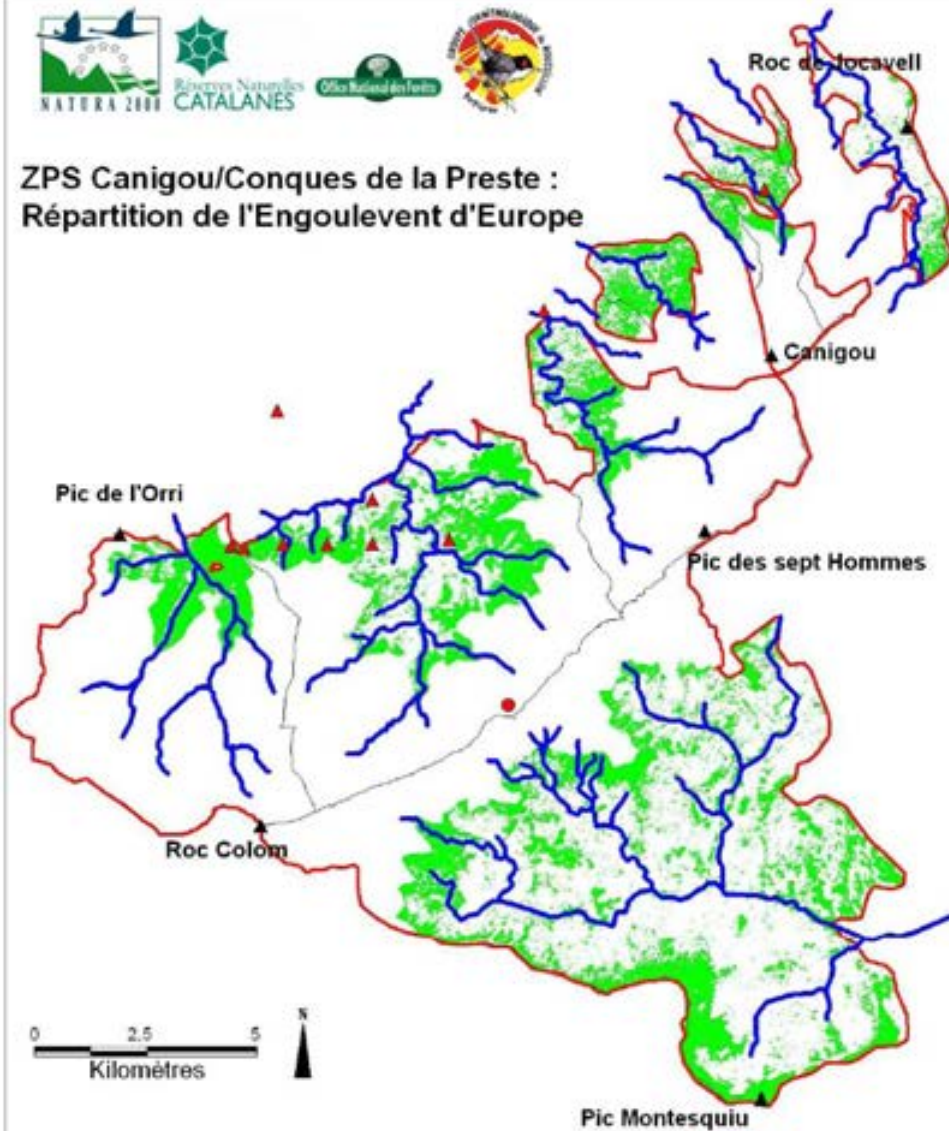 NATURA 2000
Réserves Naturelles
CATALANES
Office National des Forêts
ZPS Canigou/Conques de la Preste :
Répartition de l'Engoulevent d'Europe
Roc de Jocavell
Canigou
Pic de l'Orri
Pic des sept Hommes
Roc Colom
0 2.5 5
Kilomètres
N
Pic Montesquiu